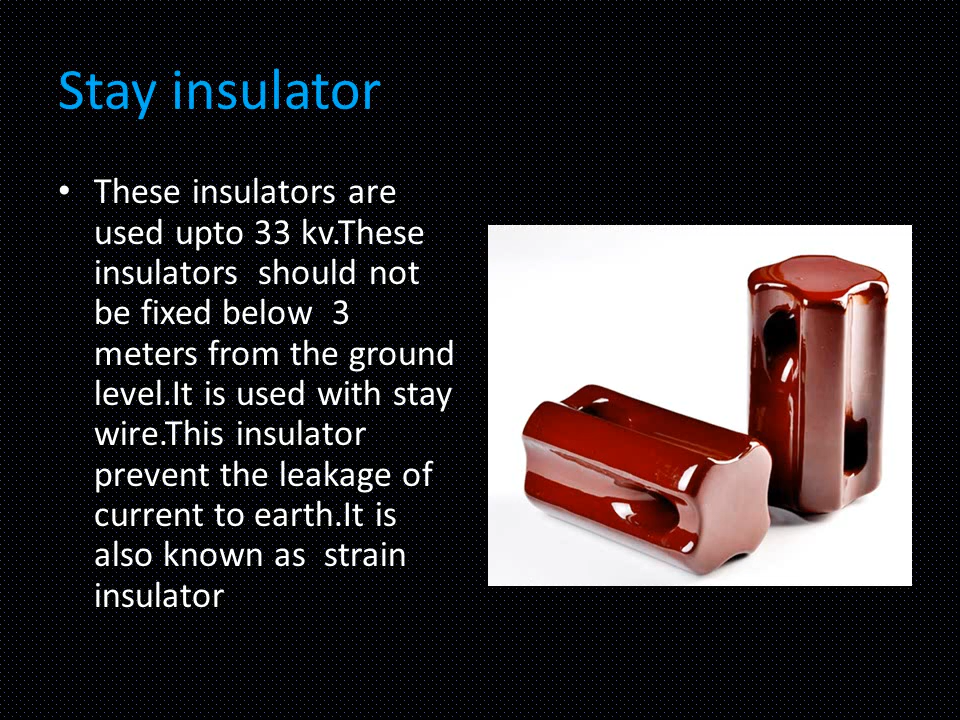 Stay insulator
• These insulators are
used upto 33 kv.These
insulators  should not
be fixed below  3
meters from the ground
level.It is used with stay
wire.This insulator
prevent the leakage of
current to earth.It is
also known as  strain
insulator